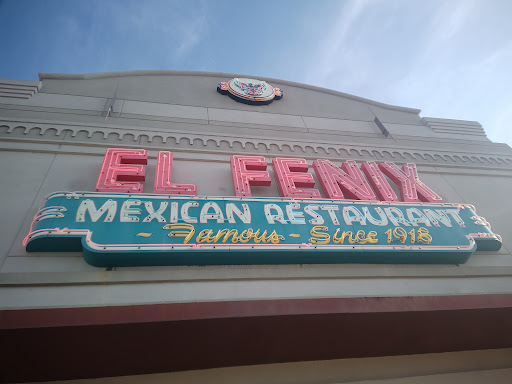 EL FENIX
MEXICAN RESTAURANT
- Famous - Since 1918